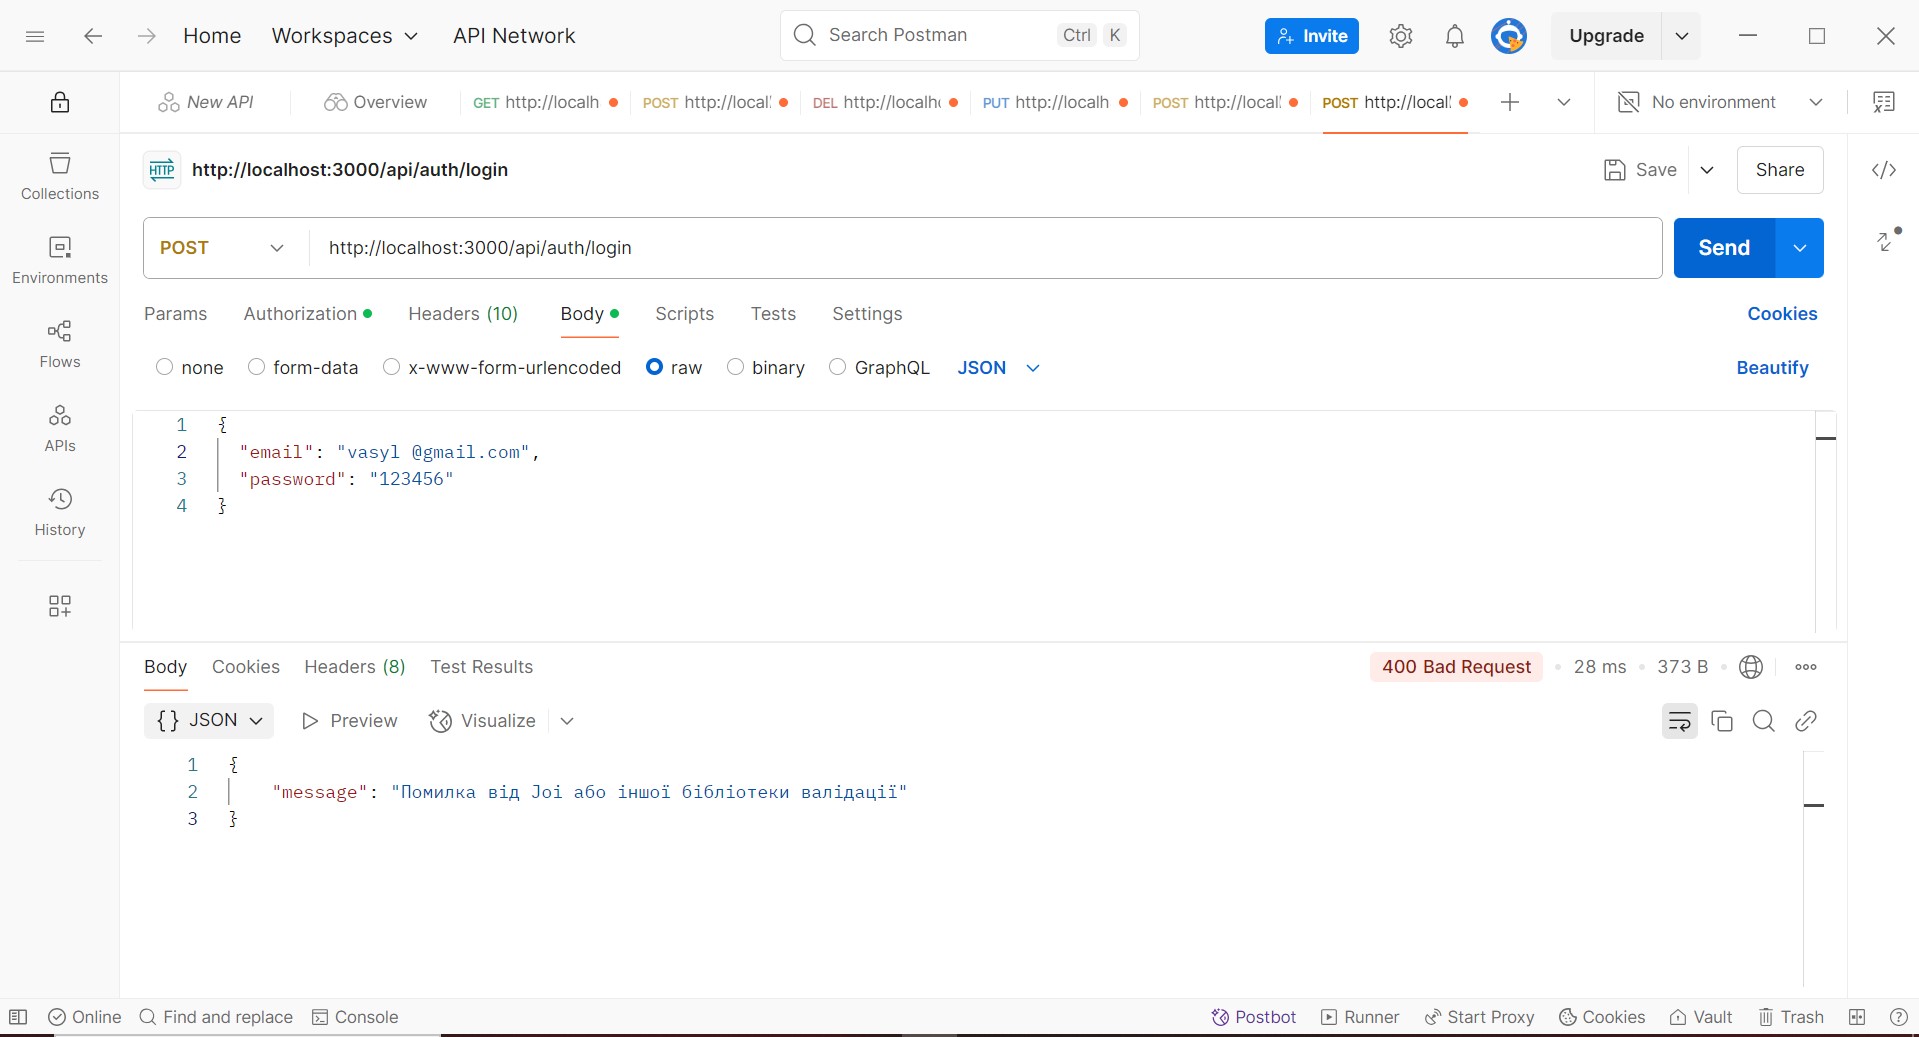 Home Workspaces API Network Search Postman Ctrl K Invite Upgrade
New API Overview GET http://localh POST http://local DEL http://localh PUT http://localh POST http://local POST http://local No environment
HTTP http://localhost:3000/api/auth/login Save Share
POST http://localhost:3000/api/auth/login Send
Params Authorization Headers (10) Body Scripts Tests Settings Cookies
none form-data x-www-form-urlencoded raw binary GraphQL JSON Beautify
Collections
Environments
Flows
APIs
History
1 {
2 "email": "vasyl @gmail.com",
3 "password": "123456"
4 }
Body Cookies Headers (8) Test Results 400 Bad Request • 28 ms • 373 B
{} JSON Preview Visualize
1 {
2 "message": "Помилка від Joi або іншої бібліотеки валідації"
3 }
Online Find and replace Console Postbot Runner Start Proxy Cookies Vault Trash